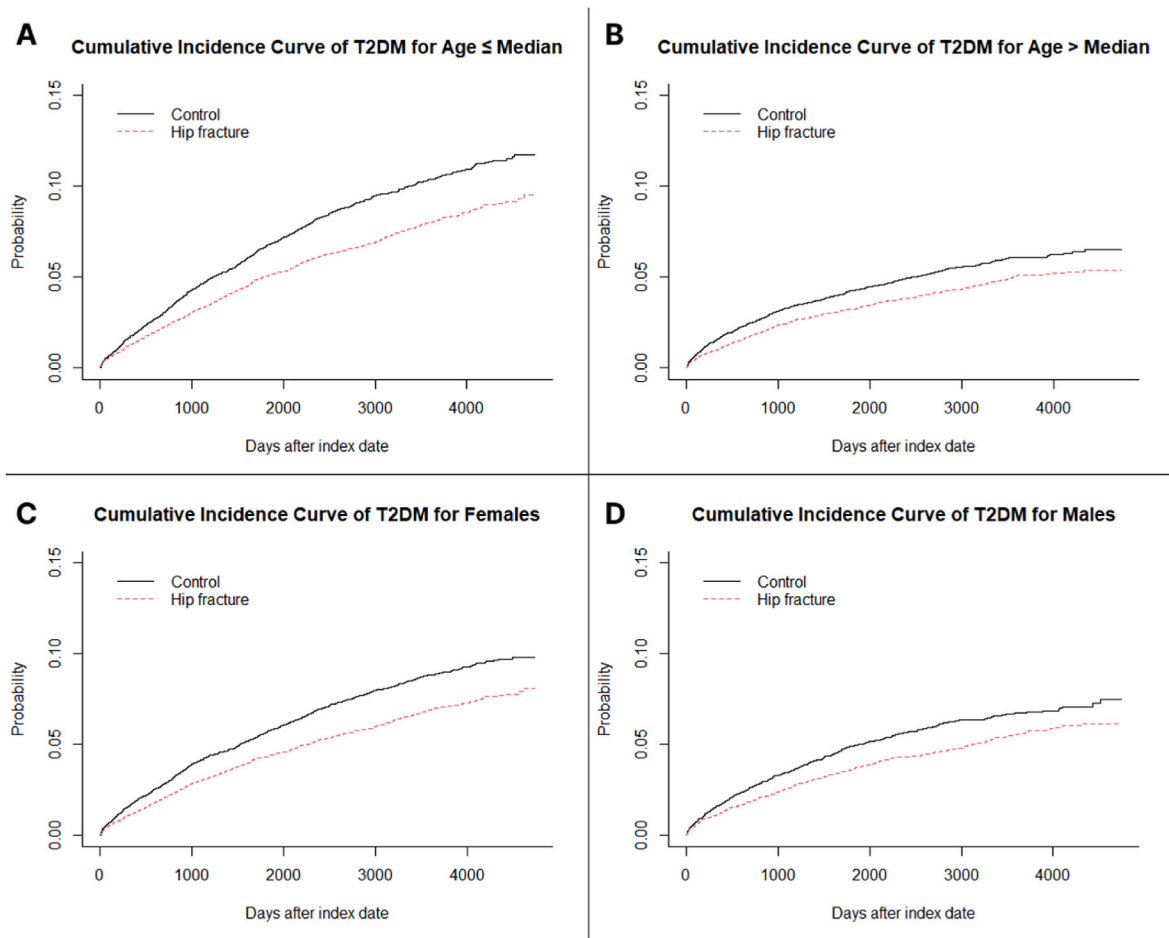 A
Cumulative Incidence Curve of T2DM for Age ≤ Median
Probability
0.00
0.05
0.10
0.15
Control
Hip fracture
0
1000
2000
3000
4000
Days after index date
B
Cumulative Incidence Curve of T2DM for Age > Median
Probability
0.00
0.05
0.10
0.15
Control
Hip fracture
0
1000
2000
3000
4000
Days after index date
C
Cumulative Incidence Curve of T2DM for Females
Probability
0.00
0.05
0.10
0.15
Control
Hip fracture
0
1000
2000
3000
4000
Days after index date
D
Cumulative Incidence Curve of T2DM for Males
Probability
0.00
0.05
0.10
0.15
Control
Hip fracture
0
1000
2000
3000
4000
Days after index date